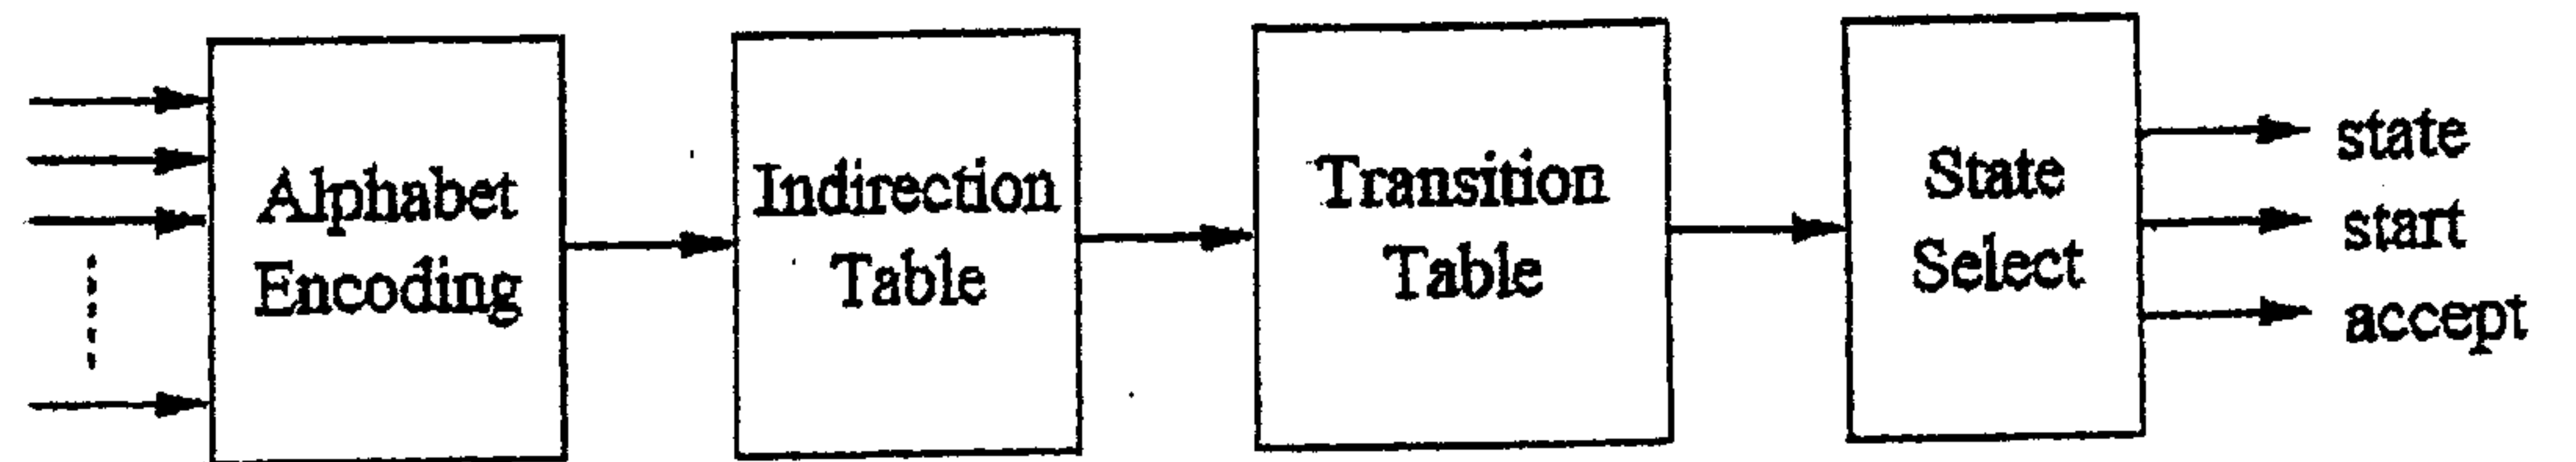 Alphabet
Encoding
Indirection
Table
Transition
Table
State
Select
state
start
accept